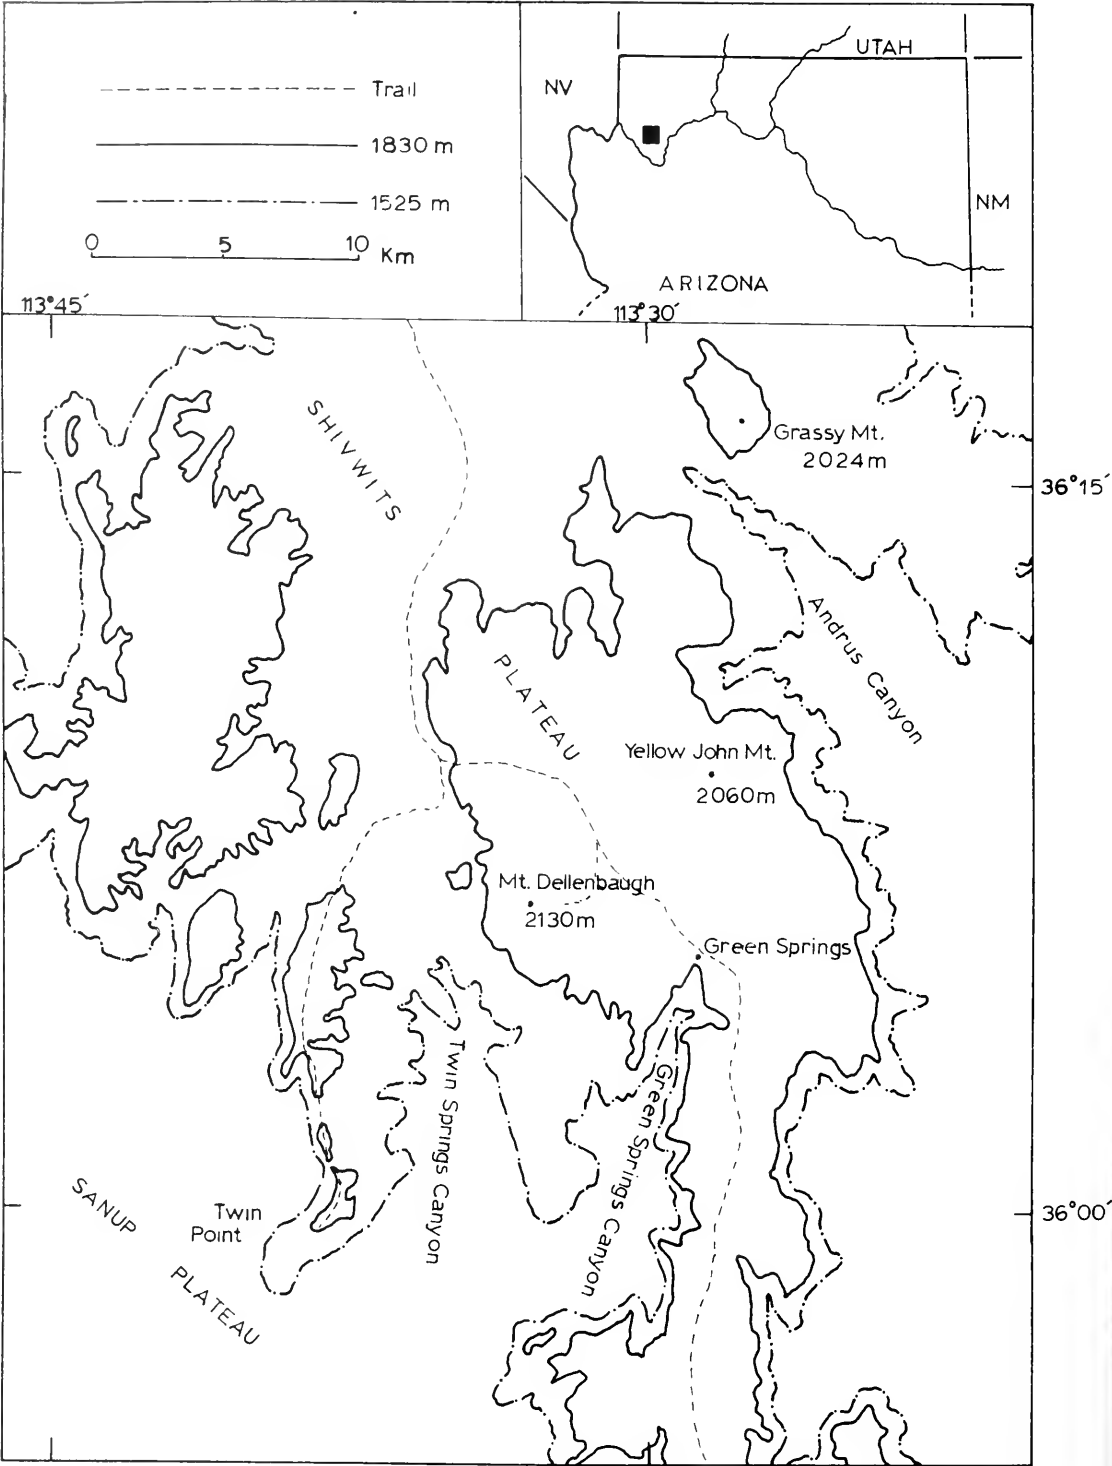 Trail
1830 m
1525 m
0 5 10 Km
UTAH
NV
NM
ARIZONA
113°45′
113°30′
SHIVWITS
Grassy Mt.
2024m
36°15′
Andrus Canyon
PLATEAU
Yellow John Mt.
2060m
Mt. Dellenbaugh
2130m
Green Springs
Twin Springs Canyon
Green Springs Canyon
SANUP
Twin
Point
36°00′
PLATEAU